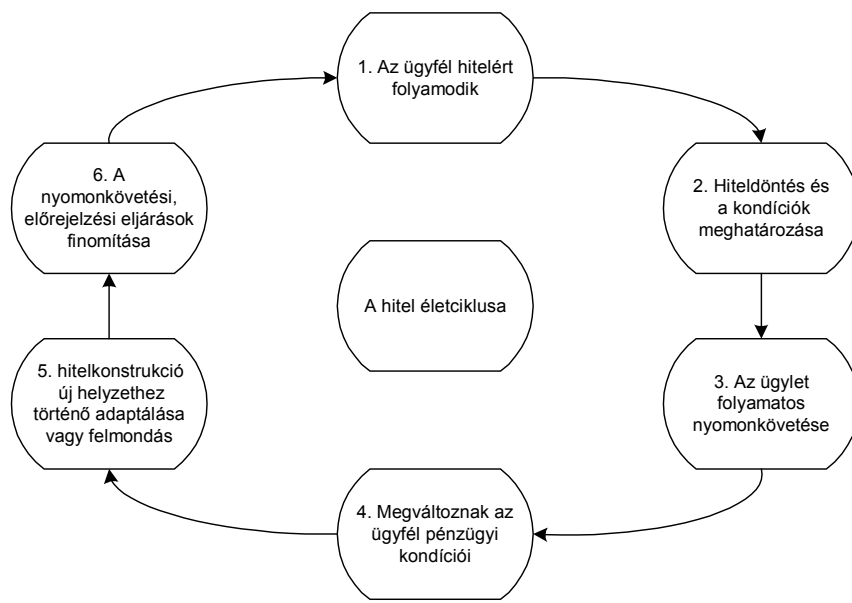 1. Az ügyfél hitelért
folyamodik
2. Hiteldöntés és
a kondíciók
meghatározása
3. Az ügylet
folyamatos
nyomonkövetése
4. Megváltoznak az
ügyfél pénzügyi
kondíciói
5. hitelkonstrukció
új helyzethez
történő adaptálása
vagy felmondás
6. A
nyomonkövetési,
előrejelzési eljárások
finomítása
A hitel életciklusa